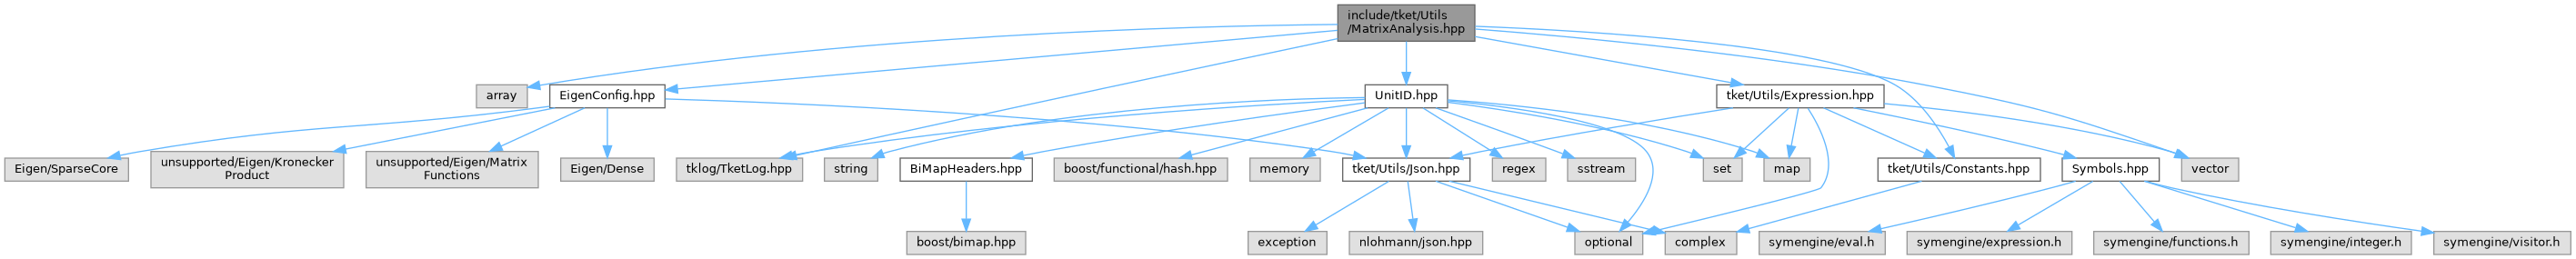 include/tket/Utils
/MatrixAnalysis.hpp
array
EigenConfig.hpp
UnitID.hpp
tket/Utils/Expression.hpp
Eigen/SparseCore
unsupported/Eigen/Kronecker
Product
unsupported/Eigen/Matrix
Functions
Eigen/Dense
tklog/TketLog.hpp
string
BiMapHeaders.hpp
boost/functional/hash.hpp
memory
tket/Utils/Json.hpp
regex
sstream
set
map
tket/Utils/Constants.hpp
Symbols.hpp
vector
boost/bimap.hpp
exception
nlohmann/json.hpp
optional
complex
symengine/eval.h
symengine/expression.h
symengine/functions.h
symengine/integer.h
symengine/visitor.h